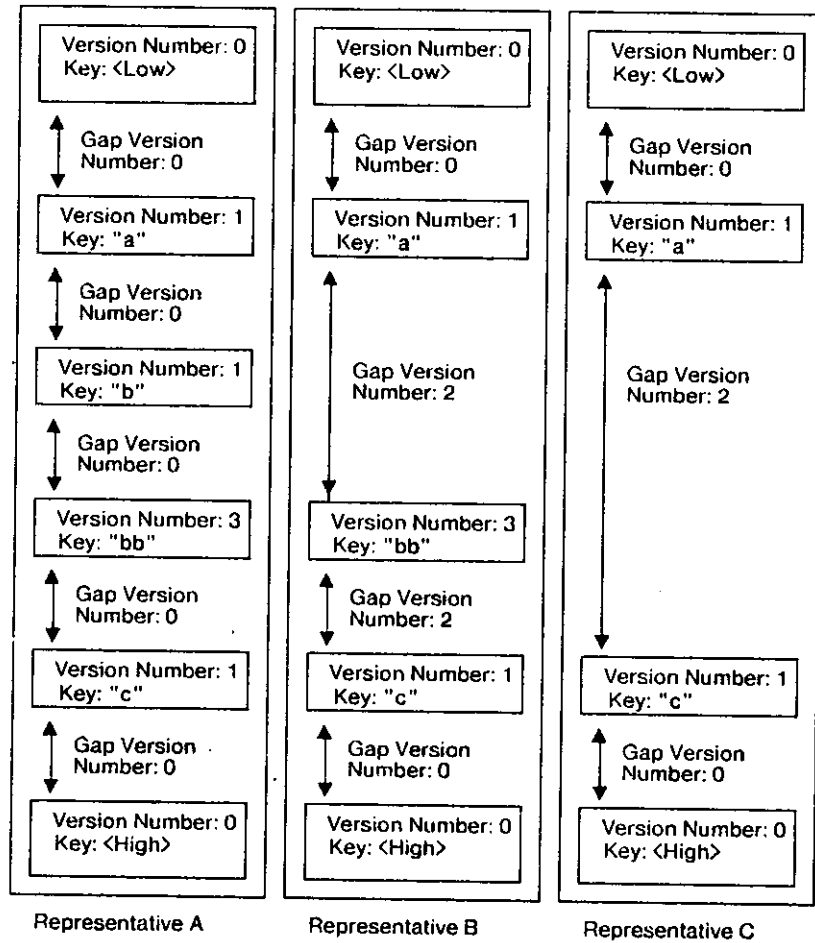 Version Number: 0
Key: <Low>
Gap Version
Number: 0
Version Number: 1
Key: "a"
Gap Version
Number: 0
Version Number: 1
Key: "b"
Gap Version
Number: 0
Version Number: 3
Key: "bb"
Gap Version
Number: 0
Version Number: 1
Key: "c"
Gap Version
Number: 0
Version Number: 0
Key: <High>
Representative A
Version Number: 0
Key: <Low>
Gap Version
Number: 0
Version Number: 1
Key: "a"
Gap Version
Number: 2
Version Number: 3
Key: "bb"
Gap Version
Number: 2
Version Number: 1
Key: "c"
Gap Version
Number: 0
Version Number: 0
Key: <High>
Representative B
Version Number: 0
Key: <Low>
Gap Version
Number: 0
Version Number: 1
Key: "a"
Gap Version
Number: 2
Version Number: 1
Key: "c"
Gap Version
Number: 0
Version Number: 0
Key: <High>
Representative C